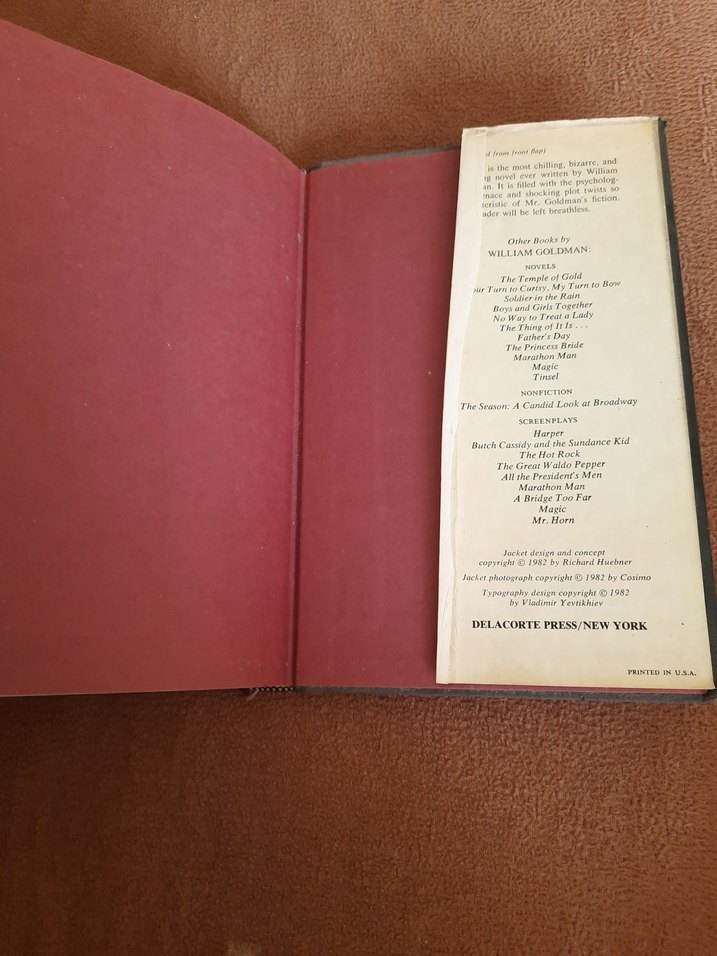 from front flap)
is the most chilling, bizarre, and
novel ever written by William
It is filled with the psycholog-
and shocking plot twists so
of Mr. Goldman's fiction.
will be left breathless.
Other Books by
WILLIAM GOLDMAN:
NOVELS
The Temple of Gold
Turn to Curtsy, My Turn to Bow
Soldier in the Rain
Boys and Girls Together
No Way to Treat a Lady
The Thing of It Is . . .
Father's Day
The Princess Bride
Marathon Man
Magic
Tinsel
NONFICTION
The Season: A Candid Look at Broadway
SCREENPLAYS
Harper
Butch Cassidy and the Sundance Kid
The Hot Rock
The Great Waldo Pepper
All the President's Men
Marathon Man
A Bridge Too Far
Magic
Mr. Horn
Jacket design and concept
copyright © 1982 by Richard Huebner
Jacket photograph copyright © 1982 by Cosimo
Typography design copyright © 1982
by Vladimir Yevtikhiev
DELACORTE PRESS/NEW YORK
PRINTED IN U.S.A.